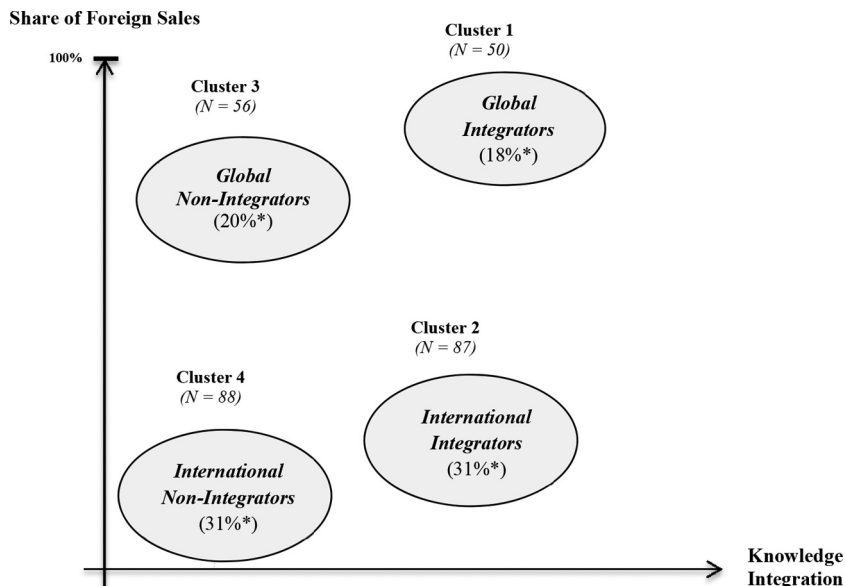 Share of Foreign Sales
100%
Cluster 1
(N = 50)
Global
Integrators
(18%*)
Cluster 3
(N = 56)
Global
Non-Integrators
(20%*)
Cluster 2
(N = 87)
International
Integrators
(31%*)
Cluster 4
(N = 88)
International
Non-Integrators
(31%*)
Knowledge
Integration